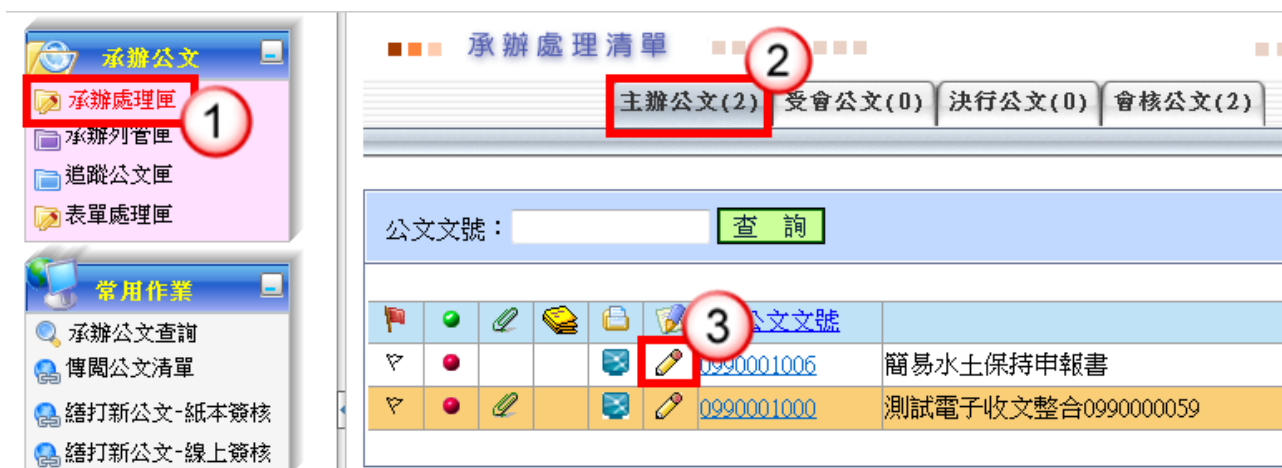 承辦公文
承辦處理匣
1
承辦列管匣
追蹤公文匣
表單處理匣
常用作業
承辦公文查詢
傳閱公文清單
繕打新公文-紙本簽核
繕打新公文-線上簽核
承辦處理清單
2
主辦公文(2)
受會公文(0)
決行公文(0)
會核公文(2)
公文文號：
查 詢
3
公文文號
0990001006 簡易水土保持申報書
0990001000 測試電子收文整合0990000059